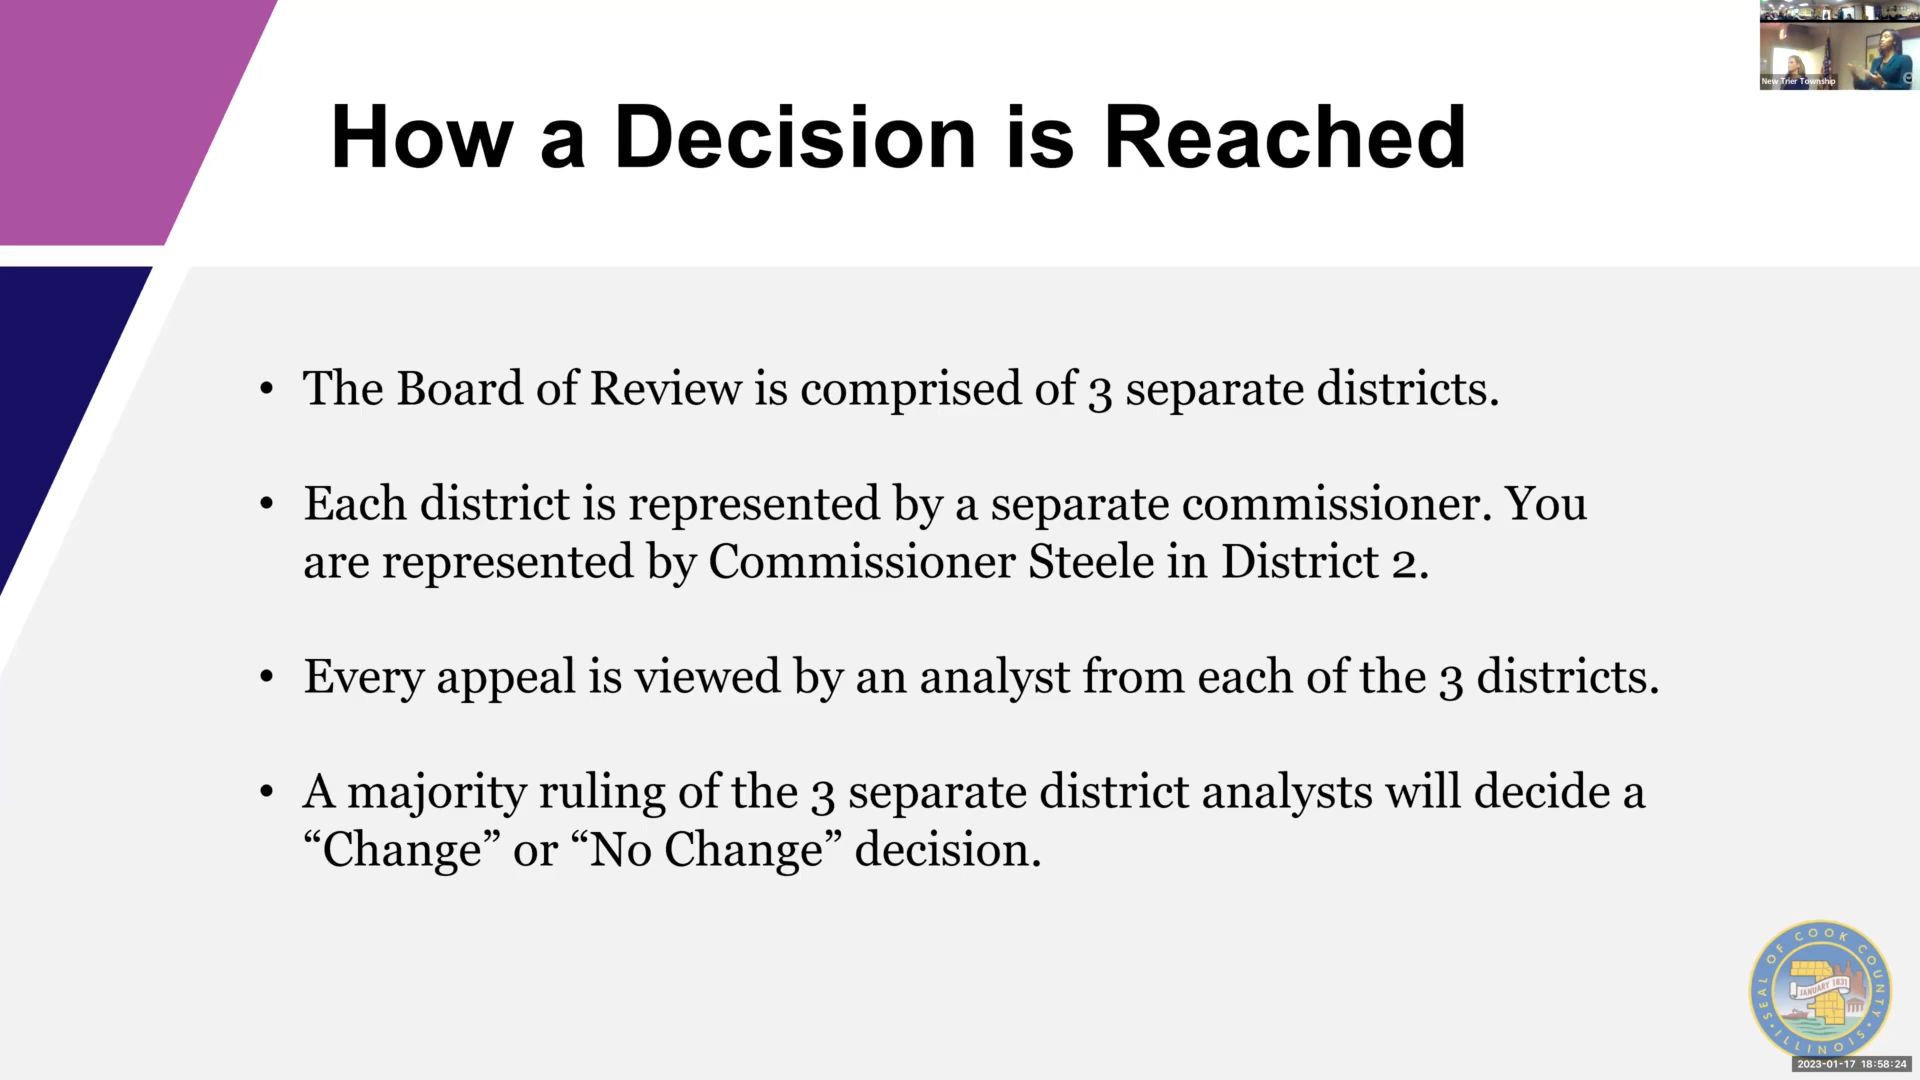 How a Decision is Reached
• The Board of Review is comprised of 3 separate districts.
• Each district is represented by a separate commissioner. You
are represented by Commissioner Steele in District 2.
• Every appeal is viewed by an analyst from each of the 3 districts.
• A majority ruling of the 3 separate district analysts will decide a
“Change” or “No Change” decision.
New Trier Township
SEAL OF COOK COUNTY
JANUARY 1831
ILLINOIS
2023-01-17 18:58:24